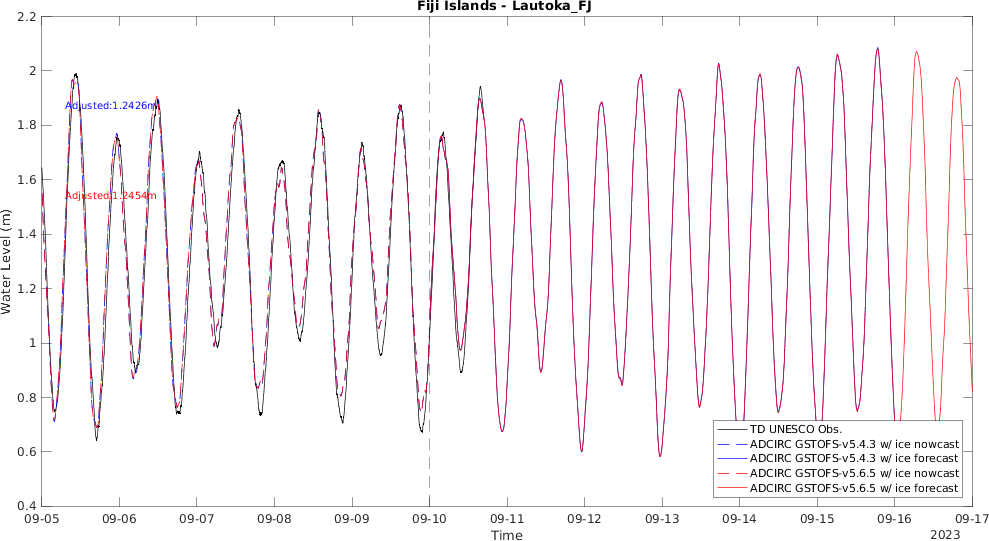 Fiji Islands - Lautoka_FJ
2.2
2
1.8
1.6
1.4
1.2
1
0.8
0.6
0.4
Water Level (m)
Adjusted:1.2426m
Adjusted:1.2454m
TD UNESCO Obs.
ADCIRC GSTOFS-v5.4.3 w/ ice nowcast
ADCIRC GSTOFS-v5.4.3 w/ ice forecast
ADCIRC GSTOFS-v5.6.5 w/ ice nowcast
ADCIRC GSTOFS-v5.6.5 w/ ice forecast
09-05 09-06 09-07 09-08 09-09 09-10 09-11 09-12 09-13 09-14 09-15 09-16 09-17
Time
2023